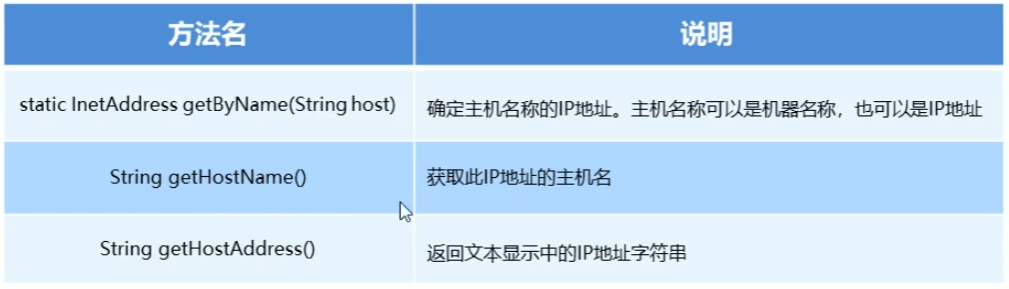 方法名 说明
static InetAddress getByName(String host) 确定主机名称的IP地址。主机名称可以是机器名称，也可以是IP地址
String getHostName() 获取此IP地址的主机名
String getHostAddress() 返回文本显示中的IP地址字符串